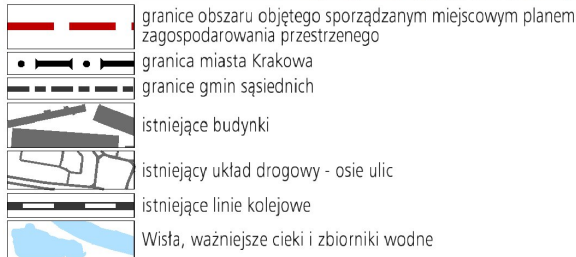 granice obszaru objętego sporządzanym miejscowym planem
zagospodarowania przestrzenego
granica miasta Krakowa
granice gmin sąsiednich
istniejące budynki
istniejący układ drogowy - osie ulic
istniejące linie kolejowe
Wisła, ważniejsze cieki i zbiorniki wodne